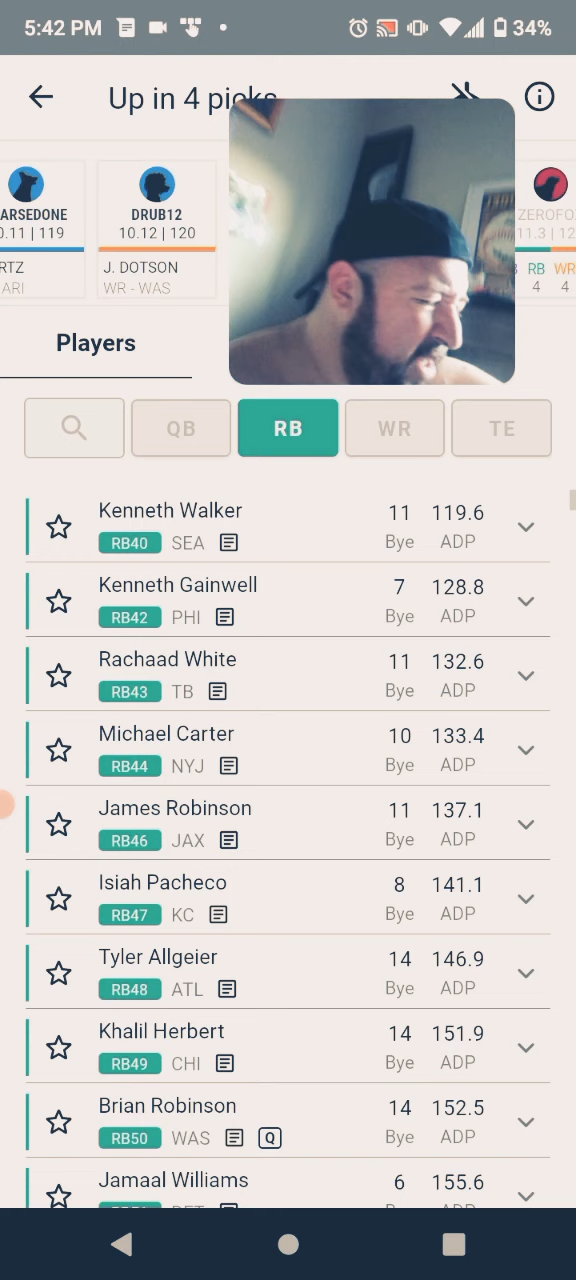 5:42 PM 34%
Up in 4 picks
ARSEDONE DRUB12 ZEROFO
0.11 | 119 10.12 | 120 11.3 | 12
RTZ J. DOTSON RB WR
ARI WR - WAS 4 4
Players
QB RB WR TE
Kenneth Walker 11 119.6
RB40 SEA Bye ADP
Kenneth Gainwell 7 128.8
RB42 PHI Bye ADP
Rachaad White 11 132.6
RB43 TB Bye ADP
Michael Carter 10 133.4
RB44 NYJ Bye ADP
James Robinson 11 137.1
RB46 JAX Bye ADP
Isiah Pacheco 8 141.1
RB47 KC Bye ADP
Tyler Allgeier 14 146.9
RB48 ATL Bye ADP
Khalil Herbert 14 151.9
RB49 CHI Bye ADP
Brian Robinson 14 152.5
RB50 WAS Q Bye ADP
Jamaal Williams 6 155.6